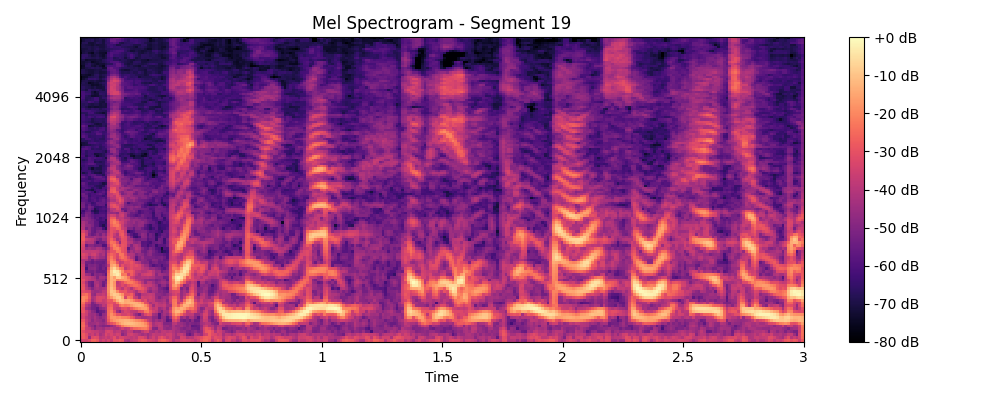 Mel Spectrogram - Segment 19
Frequency
4096
2048
1024
512
0
0
0.5
1
1.5
2
2.5
3
Time
+0 dB
-10 dB
-20 dB
-30 dB
-40 dB
-50 dB
-60 dB
-70 dB
-80 dB